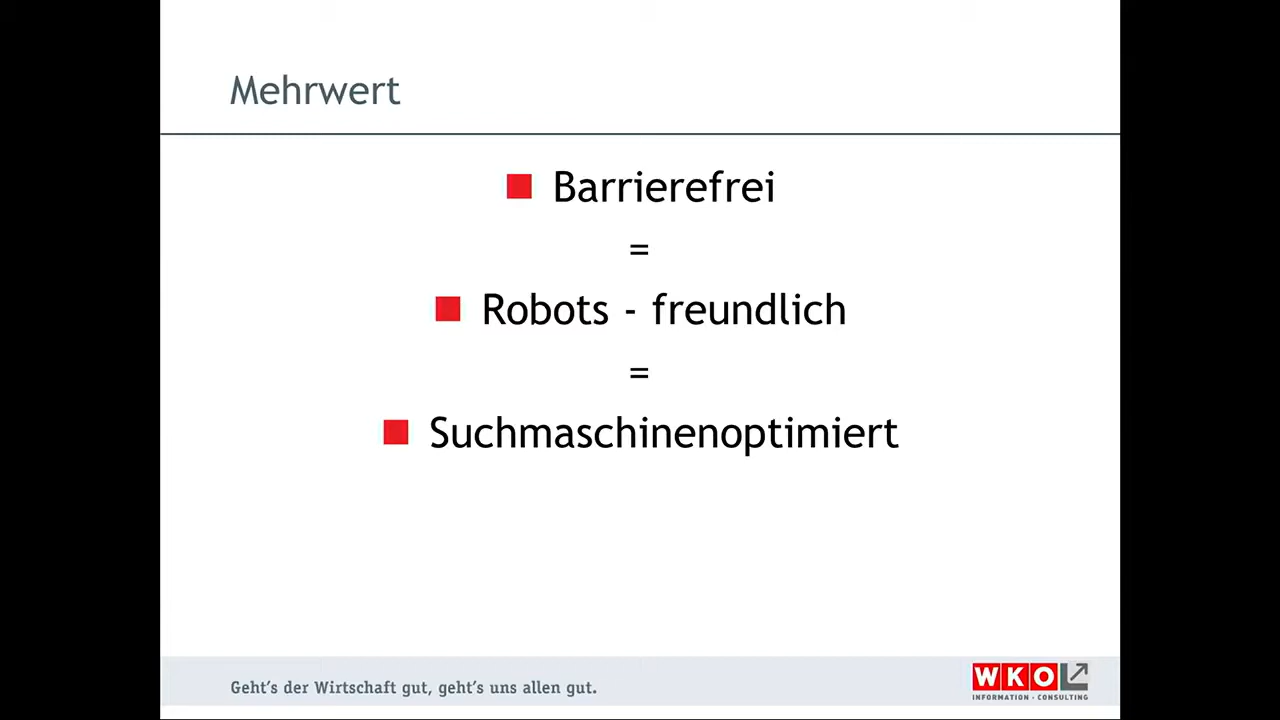 Mehrwert
Barrierefrei
=
Robots - freundlich
=
Suchmaschinenoptimiert
Geht's der Wirtschaft gut, geht's uns allen gut.
WKO
INFORMATION · CONSULTING